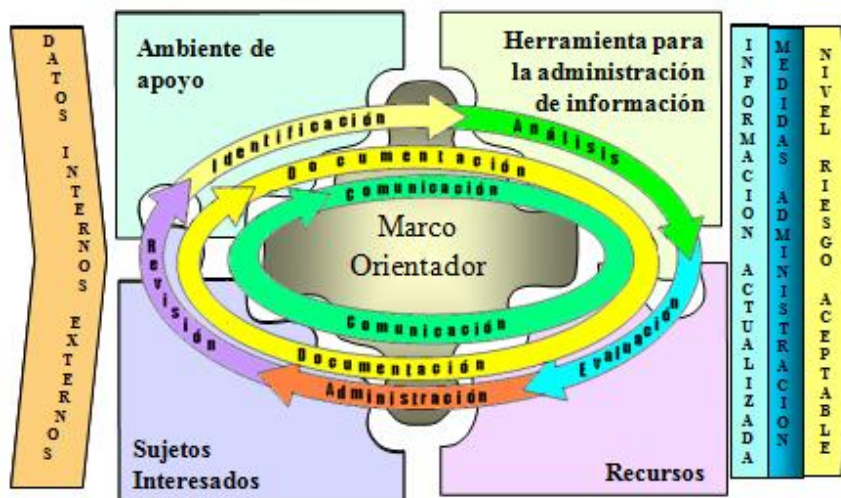 DATOS INTERNOS EXTERNOS
Ambiente de
apoyo
Herramienta para
la administración
de información
Identificación
Análisis
Documentación
Comunicación
Marco
Orientador
Revisión
Comunicación
Evaluación
Documentación
Administración
Sujetos
Interesados
Recursos
INFORMACION ACTUALIZADA
MEDIDAS ADMINISTRACION
NIVEL RIESGO ACEPTABLE